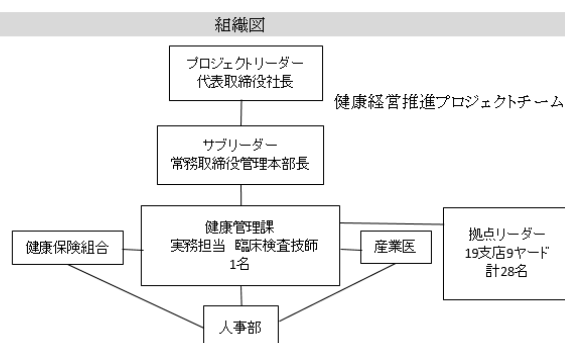 組織図
プロジェクトリーダー
代表取締役社長
健康経営推進プロジェクトチーム
サブリーダー
常務取締役管理本部長
健康管理課
実務担当 臨床検査技師
1名
健康保険組合
産業医
拠点リーダー
19支店9ヤード
計28名
人事部